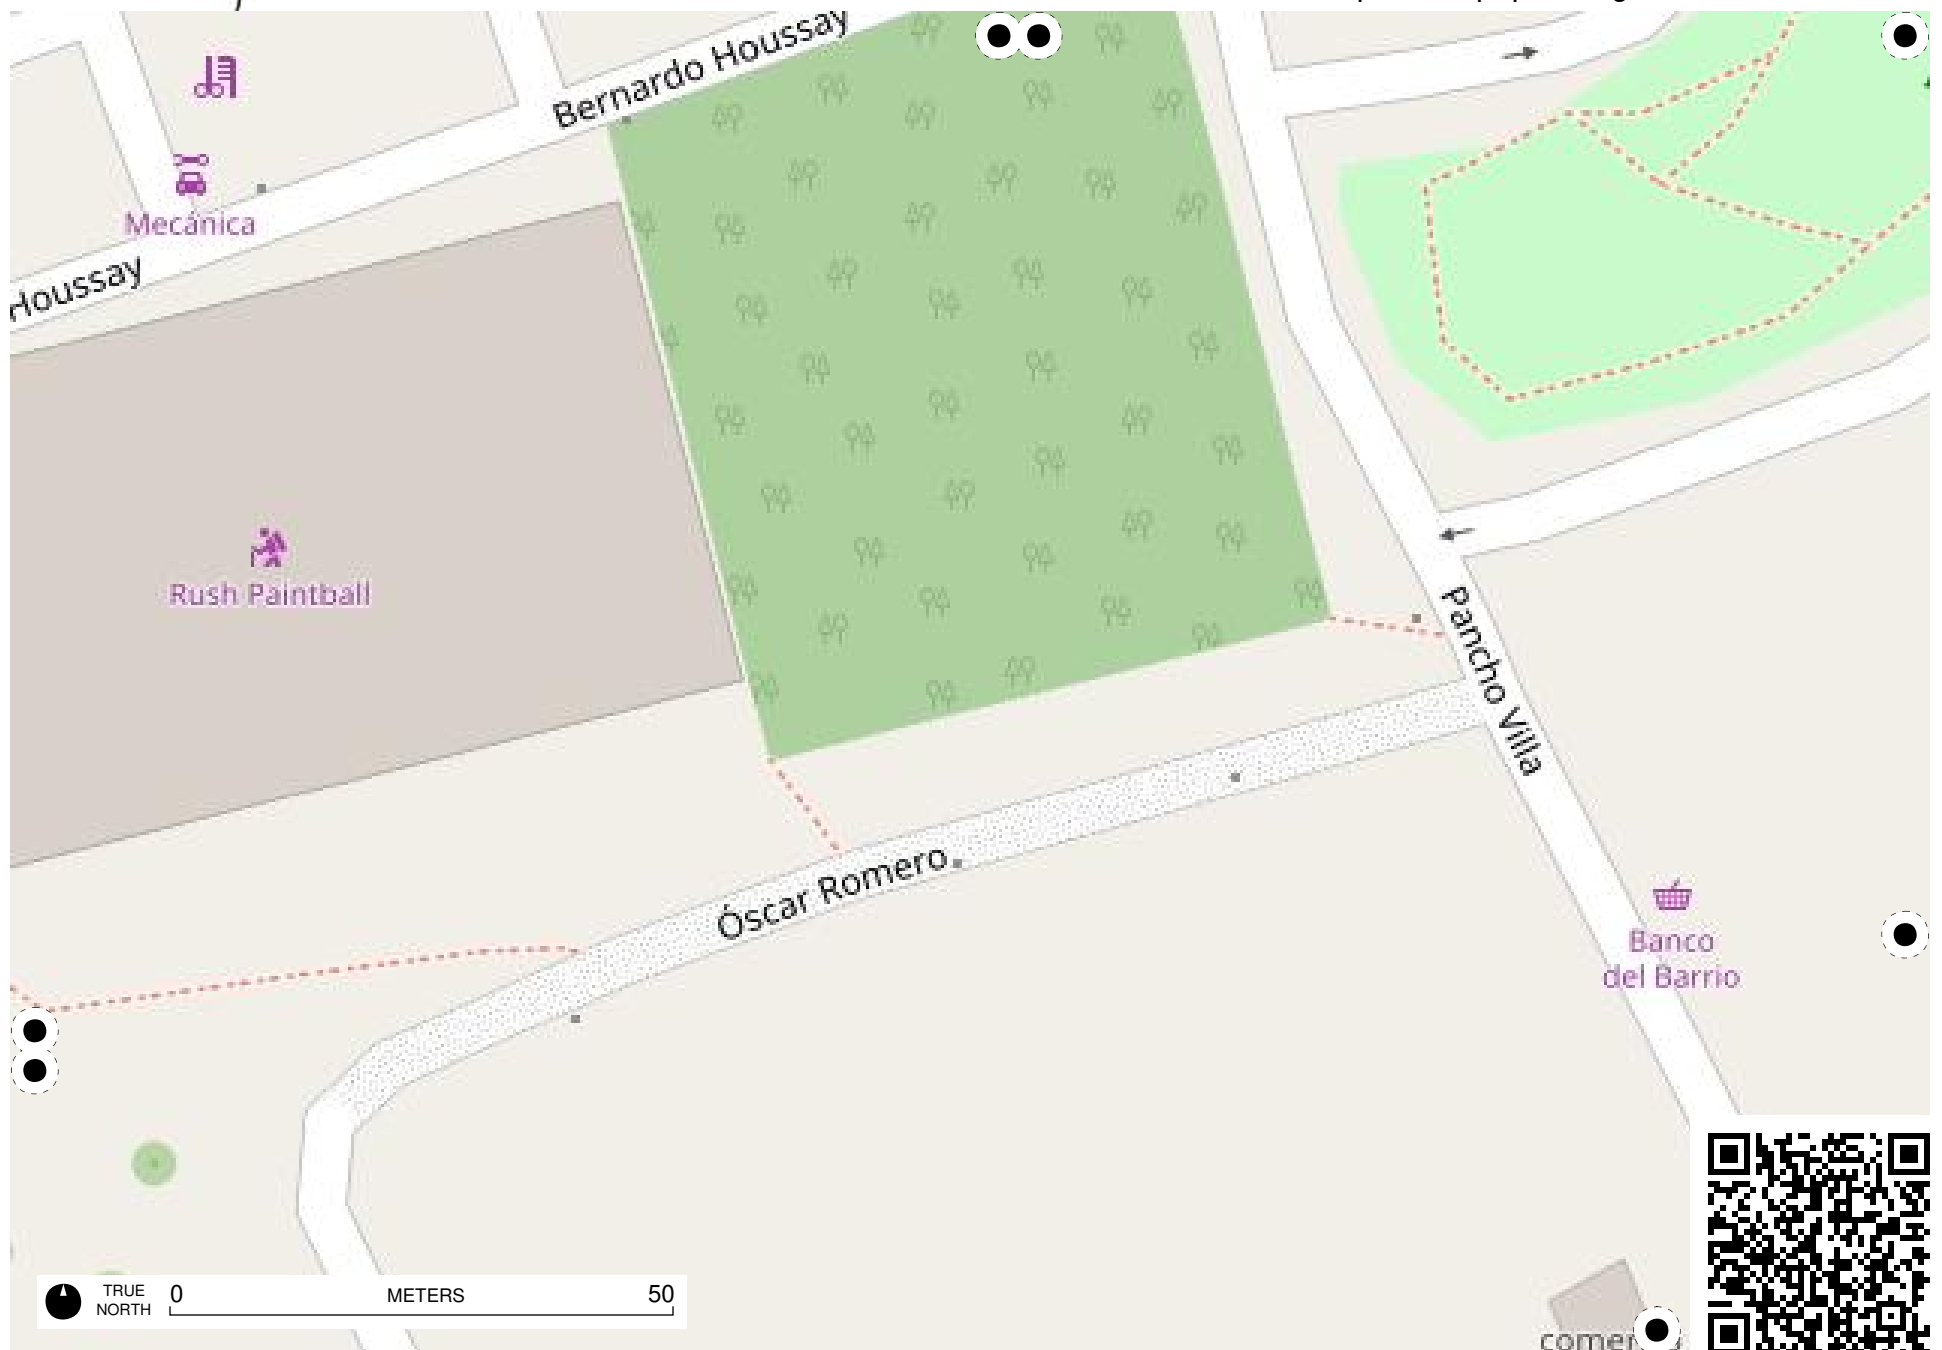 Bernardo Houssay
Mecánica
Houssay
Rush Paintball
Pancho Villa
Óscar Romero
Banco
del Barrio
TRUE
NORTH
0
METERS
50